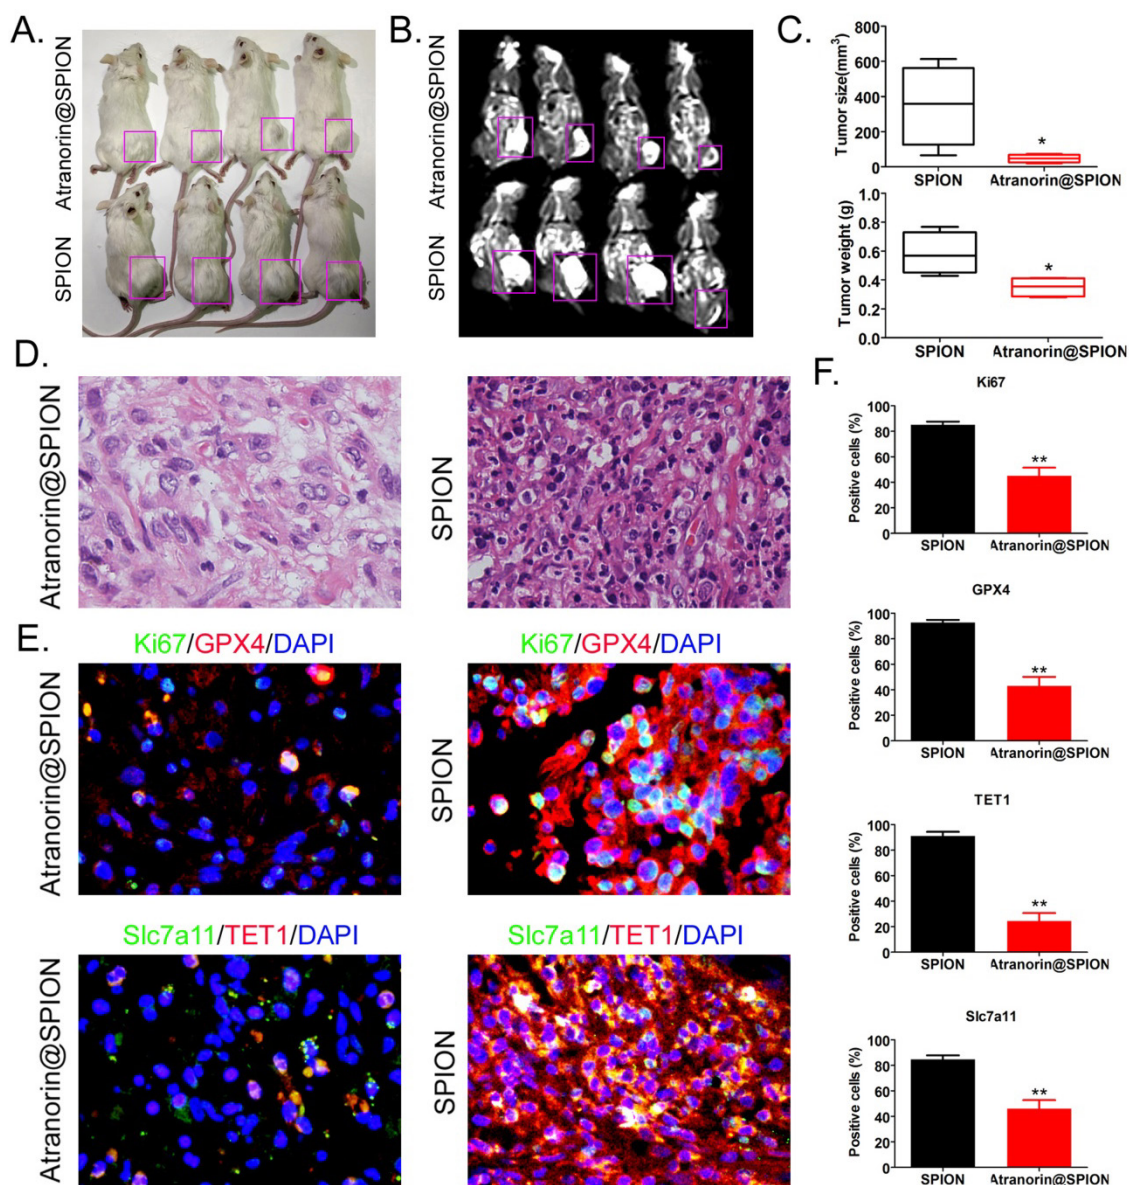 A.
Atranorin@SPION
SPION
B.
Atranorin@SPION
SPION
C.
Tumor size(mm³)
800
600
400
200
0
SPION
*
Atranorin@SPION
Tumor weight (g)
1.0
0.8
0.6
0.4
0.2
0.0
SPION
*
Atranorin@SPION
D.
Atranorin@SPION
SPION
E.
Ki67/GPX4/DAPI
Atranorin@SPION
Ki67/GPX4/DAPI
SPION
Slc7a11/TET1/DAPI
Atranorin@SPION
Slc7a11/TET1/DAPI
SPION
F.
Ki67
Positive cells (%)
100
80
60
40
20
0
**
SPION
Atranorin@SPION
GPX4
Positive cells (%)
100
80
60
40
20
0
**
SPION
Atranorin@SPION
TET1
Positive cells (%)
100
80
60
40
20
0
**
SPION
Atranorin@SPION
Slc7a11
Positive cells (%)
100
80
60
40
20
0
**
SPION
Atranorin@SPION